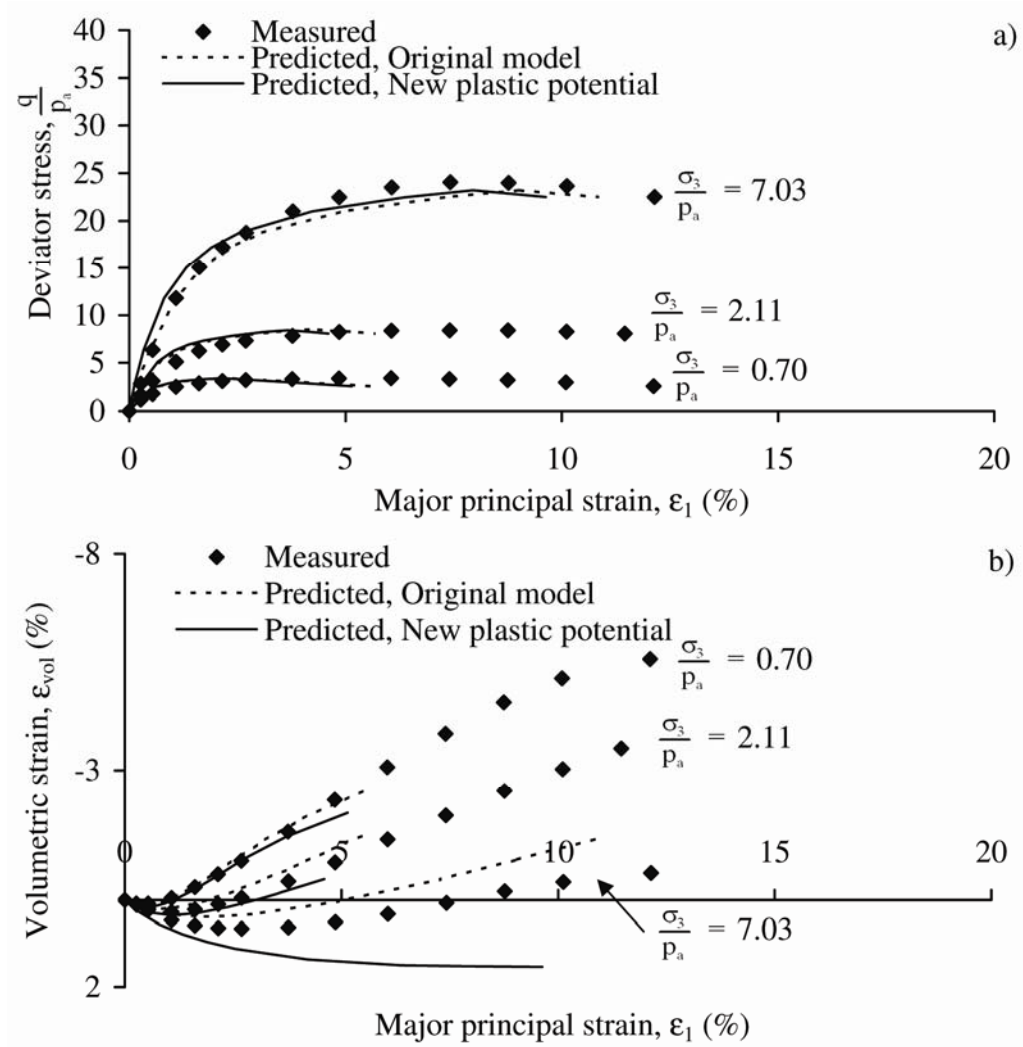 a)
Measured
Predicted, Original model
Predicted, New plastic potential
Deviator stress, q/pₐ
40
35
30
25
20
15
10
5
0
σ₃/pₐ = 7.03
σ₃/pₐ = 2.11
σ₃/pₐ = 0.70
0 5 10 15 20
Major principal strain, ε₁ (%)
b)
Measured
Predicted, Original model
Predicted, New plastic potential
Volumetric strain, εvol (%)
-8
-3
2
σ₃/pₐ = 0.70
σ₃/pₐ = 2.11
0 5 10 15 20
σ₃/pₐ = 7.03
Major principal strain, ε₁ (%)